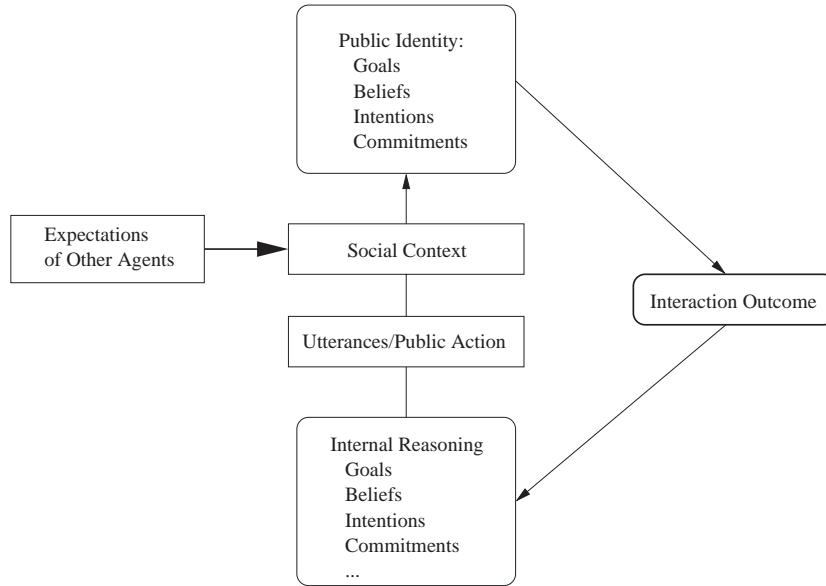 Public Identity:
Goals
Beliefs
Intentions
Commitments
Expectations
of Other Agents
Social Context
Interaction Outcome
Utterances/Public Action
Internal Reasoning
Goals
Beliefs
Intentions
Commitments
...